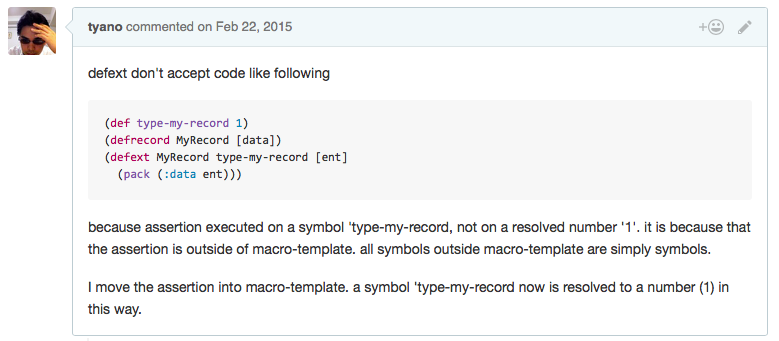 tyano commented on Feb 22, 2015
defext don't accept code like following
(def type-my-record 1)
(defrecord MyRecord [data])
(defext MyRecord type-my-record [ent]
  (pack (:data ent)))
because assertion executed on a symbol 'type-my-record, not on a resolved number '1'. it is because that
the assertion is outside of macro-template. all symbols outside macro-template are simply symbols.
I move the assertion into macro-template. a symbol 'type-my-record now is resolved to a number (1) in
this way.